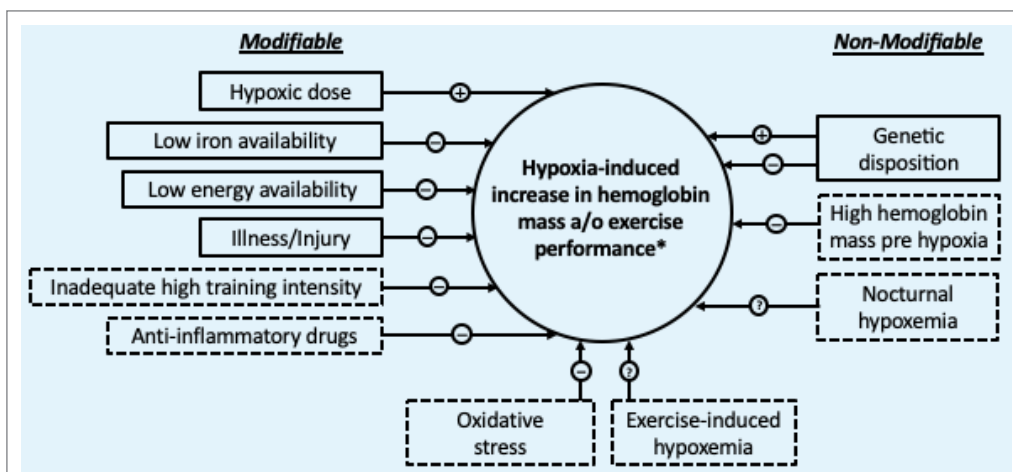 Modifiable
Non-Modifiable
Hypoxic dose
+
Low iron availability
−
Low energy availability
−
Illness/Injury
−
Inadequate high training intensity
−
Anti-inflammatory drugs
−
Hypoxia-induced
increase in hemoglobin
mass a/o exercise
performance*
+
−
Genetic
disposition
−
High hemoglobin
mass pre hypoxia
?
Nocturnal
hypoxemia
−
Oxidative
stress
?
Exercise-induced
hypoxemia